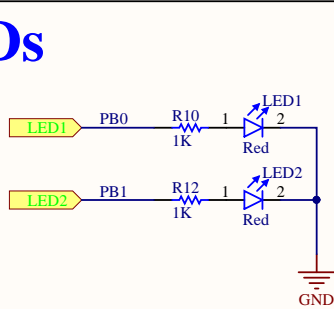 Ds
LED1 PB0 R10 1K 1 LED1 2 Red
LED2 PB1 R12 1K 1 LED2 2 Red
GND